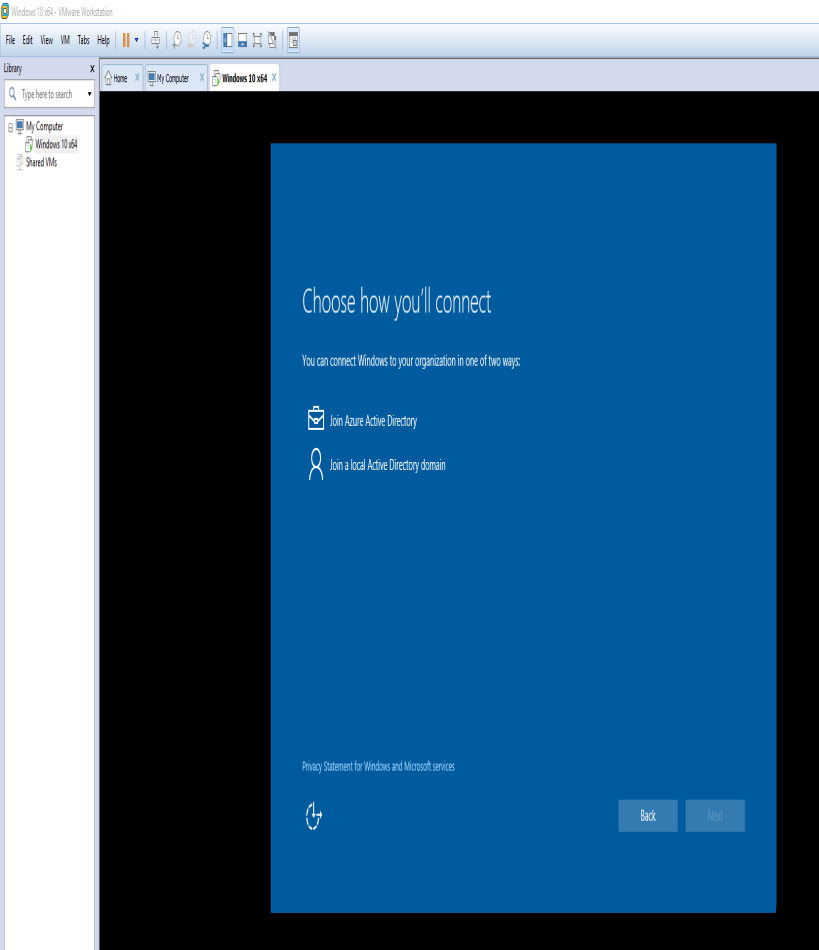 Windows 10 x64 - VMware Workstation
File Edit View VM Tabs Help
Library x
Type here to search
My Computer
Windows 10 x64
Shared VMs
Home x My Computer x Windows 10 x64 x
Choose how you'll connect
You can connect Windows to your organization in one of two ways:
Join Azure Active Directory
Join a local Active Directory domain
Privacy Statement for Windows and Microsoft services
Back Next